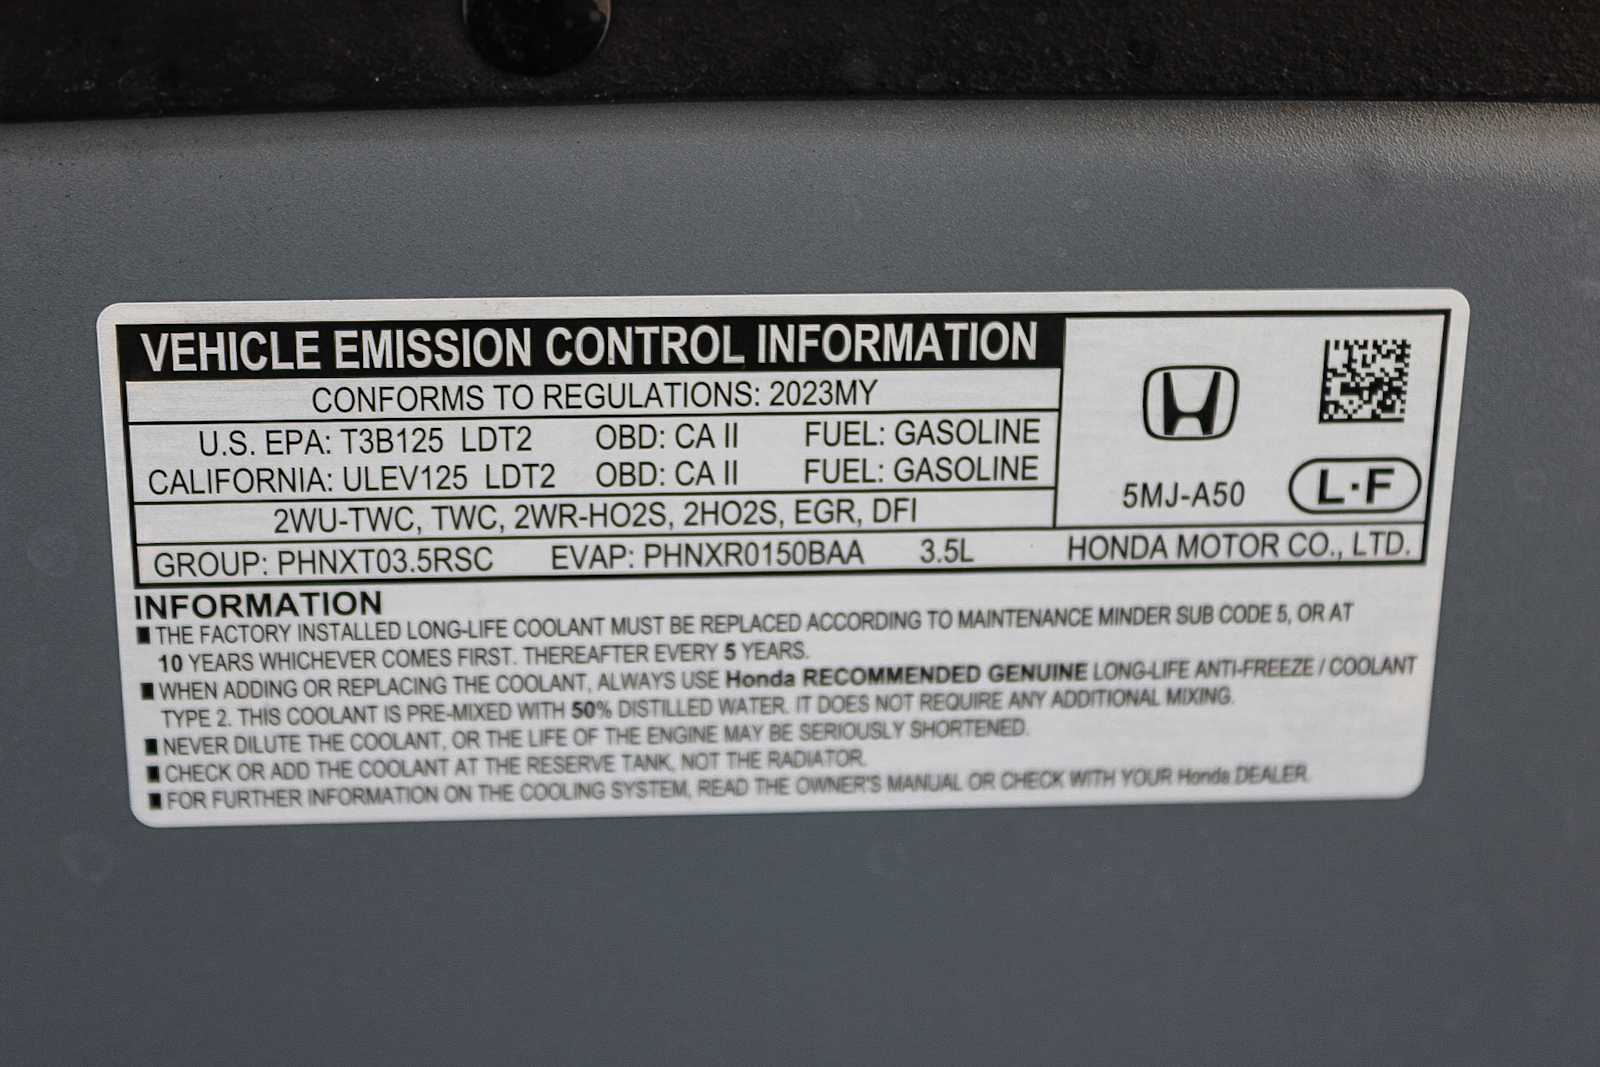 VEHICLE EMISSION CONTROL INFORMATION
CONFORMS TO REGULATIONS: 2023MY
U.S. EPA: T3B125 LDT2 OBD: CA II FUEL: GASOLINE
CALIFORNIA: ULEV125 LDT2 OBD: CA II FUEL: GASOLINE
2WU-TWC, TWC, 2WR-HO2S, 2HO2S, EGR, DFI
5MJ-A50 L·F
GROUP: PHNXT03.5RSC EVAP: PHNXR0150BAA 3.5L HONDA MOTOR CO., LTD.
INFORMATION
■ THE FACTORY INSTALLED LONG-LIFE COOLANT MUST BE REPLACED ACCORDING TO MAINTENANCE MINDER SUB CODE 5, OR AT
10 YEARS WHICHEVER COMES FIRST. THEREAFTER EVERY 5 YEARS.
■ WHEN ADDING OR REPLACING THE COOLANT, ALWAYS USE Honda RECOMMENDED GENUINE LONG-LIFE ANTI-FREEZE / COOLANT
TYPE 2. THIS COOLANT IS PRE-MIXED WITH 50% DISTILLED WATER. IT DOES NOT REQUIRE ANY ADDITIONAL MIXING.
■ NEVER DILUTE THE COOLANT, OR THE LIFE OF THE ENGINE MAY BE SERIOUSLY SHORTENED.
■ CHECK OR ADD THE COOLANT AT THE RESERVE TANK, NOT THE RADIATOR.
■ FOR FURTHER INFORMATION ON THE COOLING SYSTEM, READ THE OWNER'S MANUAL OR CHECK WITH YOUR Honda DEALER.